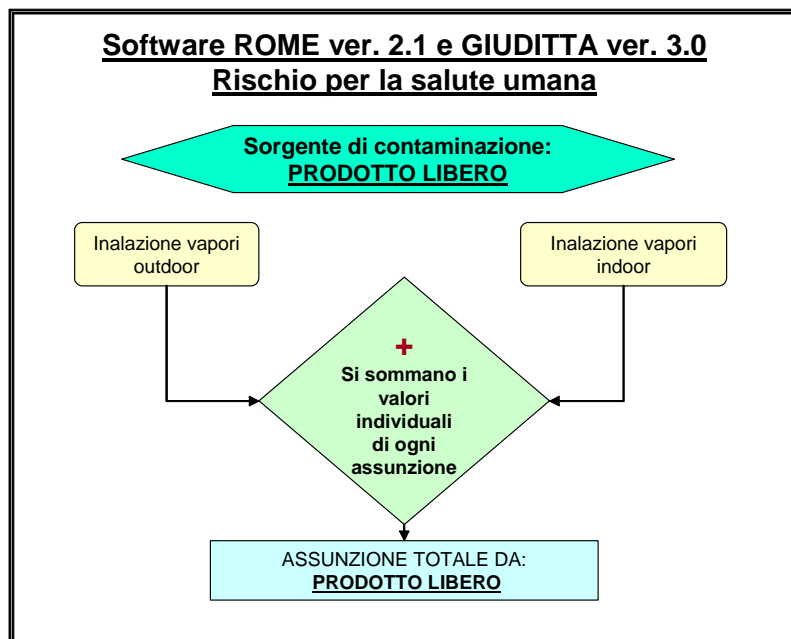 Software ROME ver. 2.1 e GIUDITTA ver. 3.0
Rischio per la salute umana
Sorgente di contaminazione:
PRODOTTO LIBERO
Inalazione vapori
outdoor
Inalazione vapori
indoor
+
Si sommano i
valori
individuali
di ogni
assunzione
ASSUNZIONE TOTALE DA:
PRODOTTO LIBERO